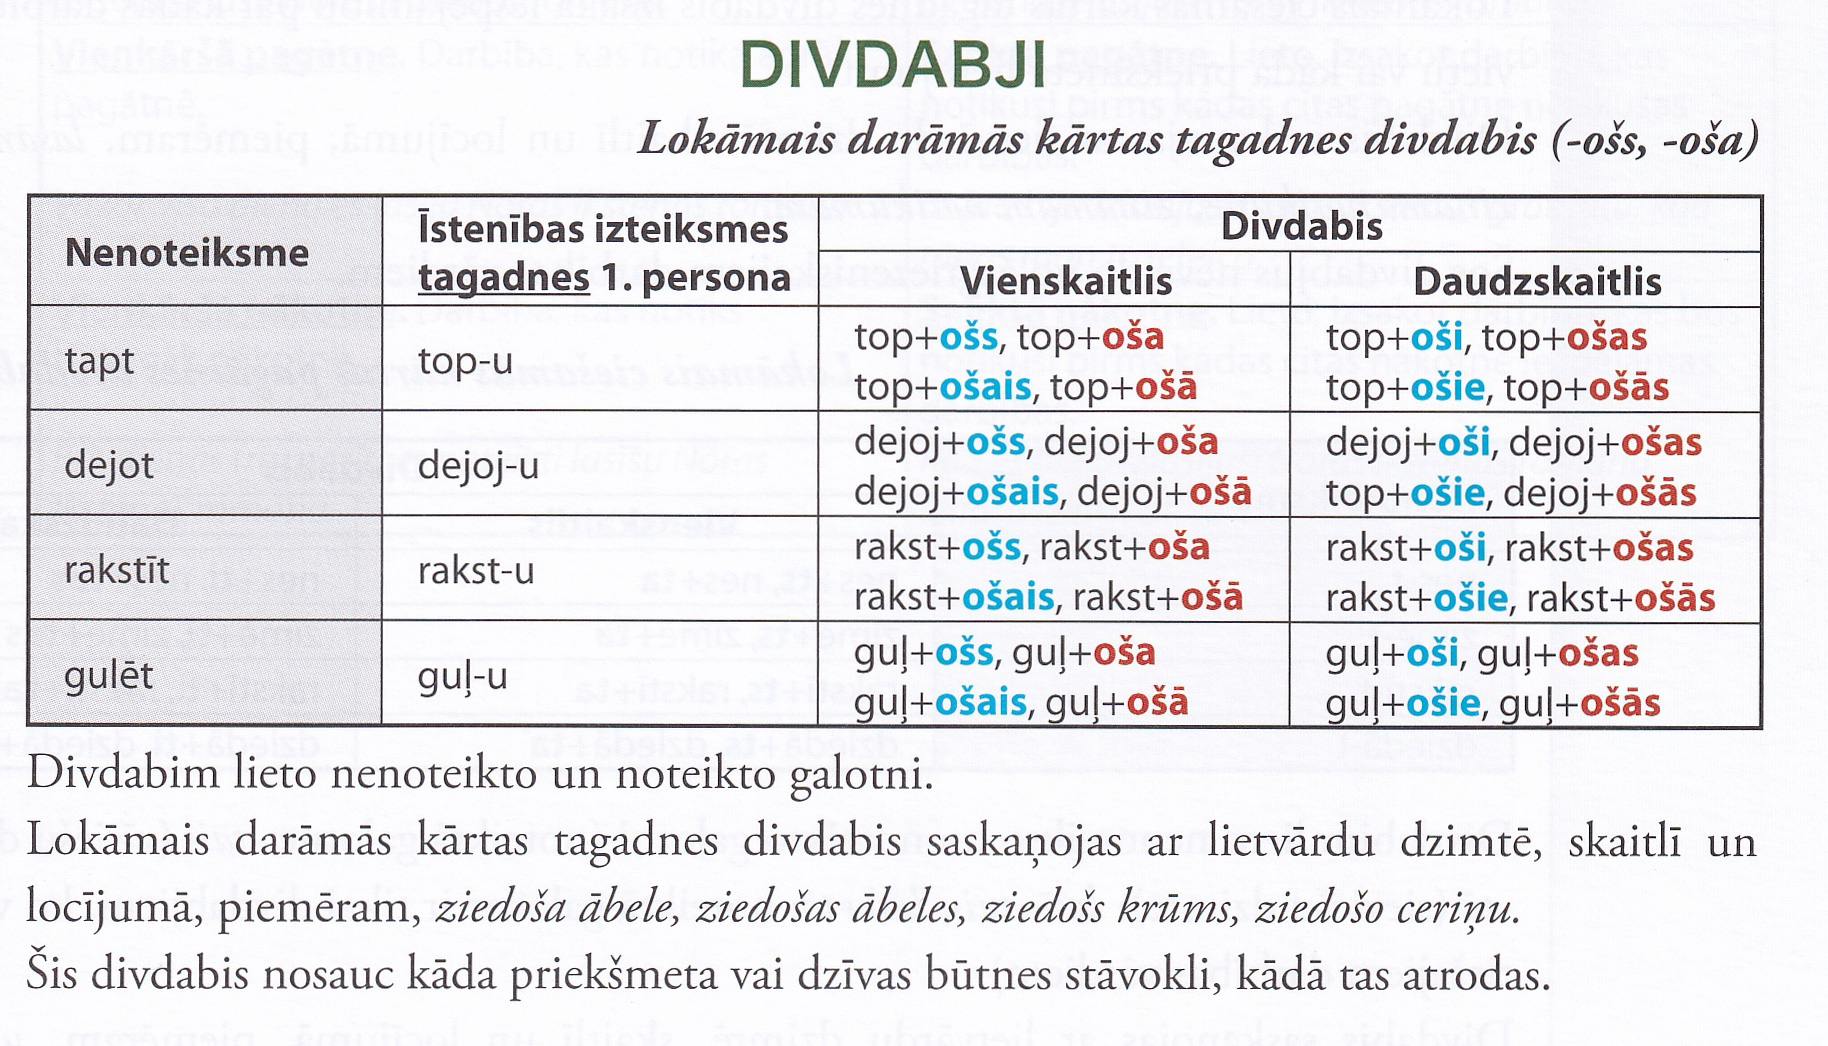 DIVDABJI
Lokāmais darāmās kārtas tagadnes divdabis (-ošs, -oša)
Nenoteiksme
Īstenības izteiksmes
tagadnes 1. persona
Divdabis
Vienskaitlis
Daudzskaitlis
tapt
top-u
top+ošs, top+oša
top+ošais, top+ošā
top+oši, top+ošas
top+ošie, top+ošās
dejot
dejoj-u
dejoj+ošs, dejoj+oša
dejoj+ošais, dejoj+ošā
dejoj+oši, dejoj+ošas
top+ošie, dejoj+ošās
rakstīt
rakst-u
rakst+ošs, rakst+oša
rakst+ošais, rakst+ošā
rakst+oši, rakst+ošas
rakst+ošie, rakst+ošās
gulēt
guļ-u
guļ+ošs, guļ+oša
guļ+ošais, guļ+ošā
guļ+oši, guļ+ošas
guļ+ošie, guļ+ošās
Divdabim lieto nenoteikto un noteikto galotni.
Lokāmais darāmās kārtas tagadnes divdabis saskaņojas ar lietvārdu dzimtē, skaitlī un
locījumā, piemēram, ziedoša ābele, ziedošas ābeles, ziedošs krūms, ziedošo ceriņu.
Šis divdabis nosauc kāda priekšmeta vai dzīvas būtnes stāvokli, kādā tas atrodas.